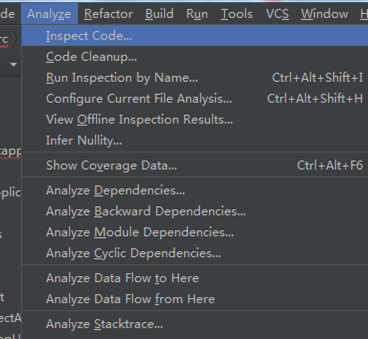 de Analyze Refactor Build Run Tools VCS Window H
rc
Inspect Code...
Code Cleanup...
Run Inspection by Name... Ctrl+Alt+Shift+I
Configure Current File Analysis... Ctrl+Alt+Shift+H
View Offline Inspection Results...
Infer Nullity...
tapp
Show Coverage Data... Ctrl+Alt+F6
plic
Analyze Dependencies...
Analyze Backward Dependencies...
s
Analyze Module Dependencies...
Analyze Cyclic Dependencies...
Analyze Data Flow to Here
t
Analyze Data Flow from Here
ectA
Analyze Stacktrace...